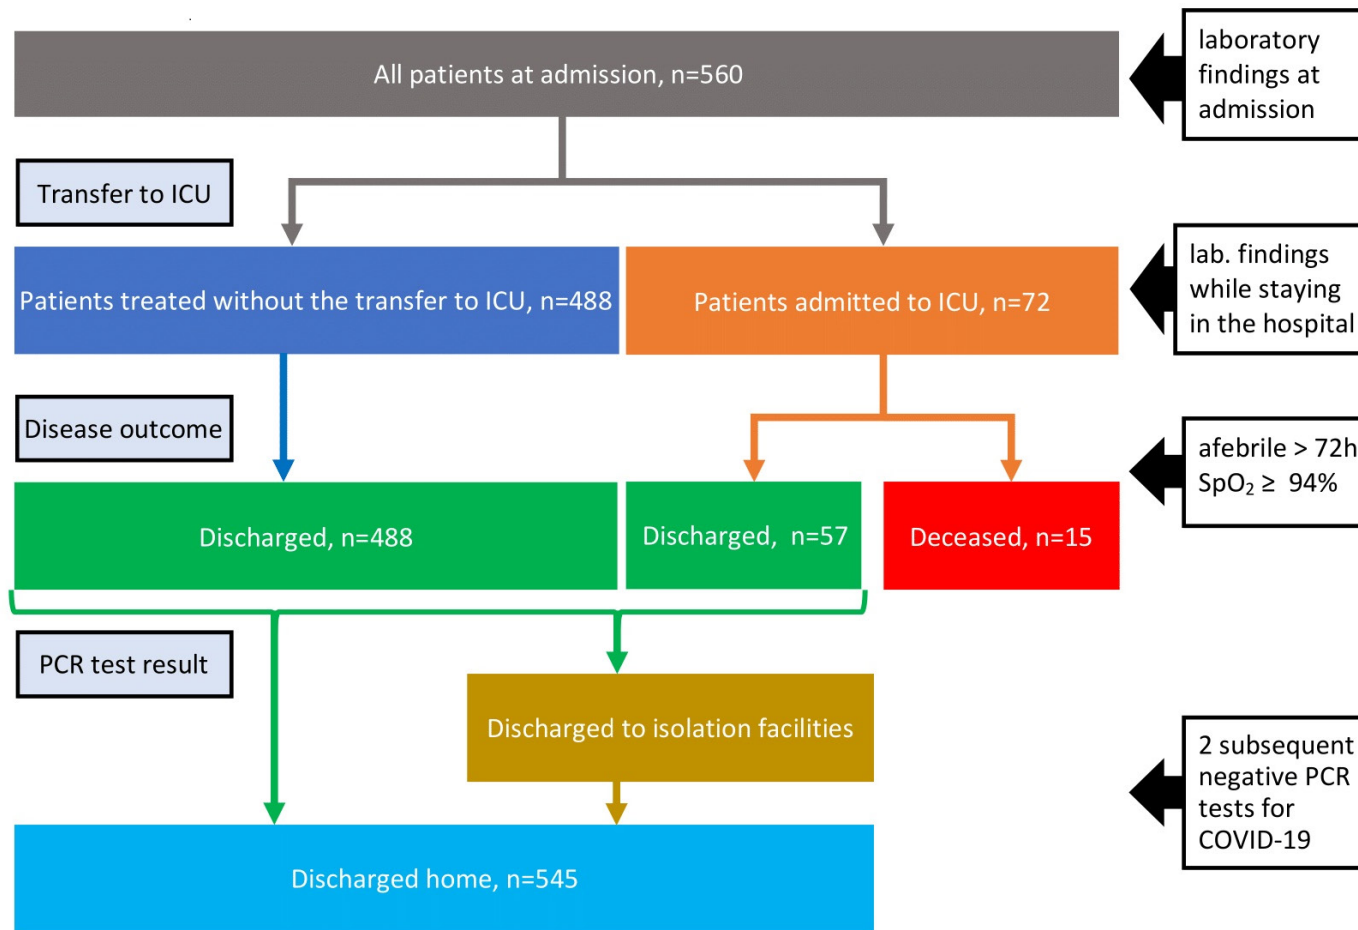 All patients at admission, n=560
laboratory
findings at
admission
Transfer to ICU
Patients treated without the transfer to ICU, n=488
Patients admitted to ICU, n=72
lab. findings
while staying
in the hospital
Disease outcome
afebrile > 72h
SpO₂ ≥ 94%
Discharged, n=488
Discharged, n=57
Deceased, n=15
PCR test result
Discharged to isolation facilities
2 subsequent
negative PCR
tests for
COVID-19
Discharged home, n=545